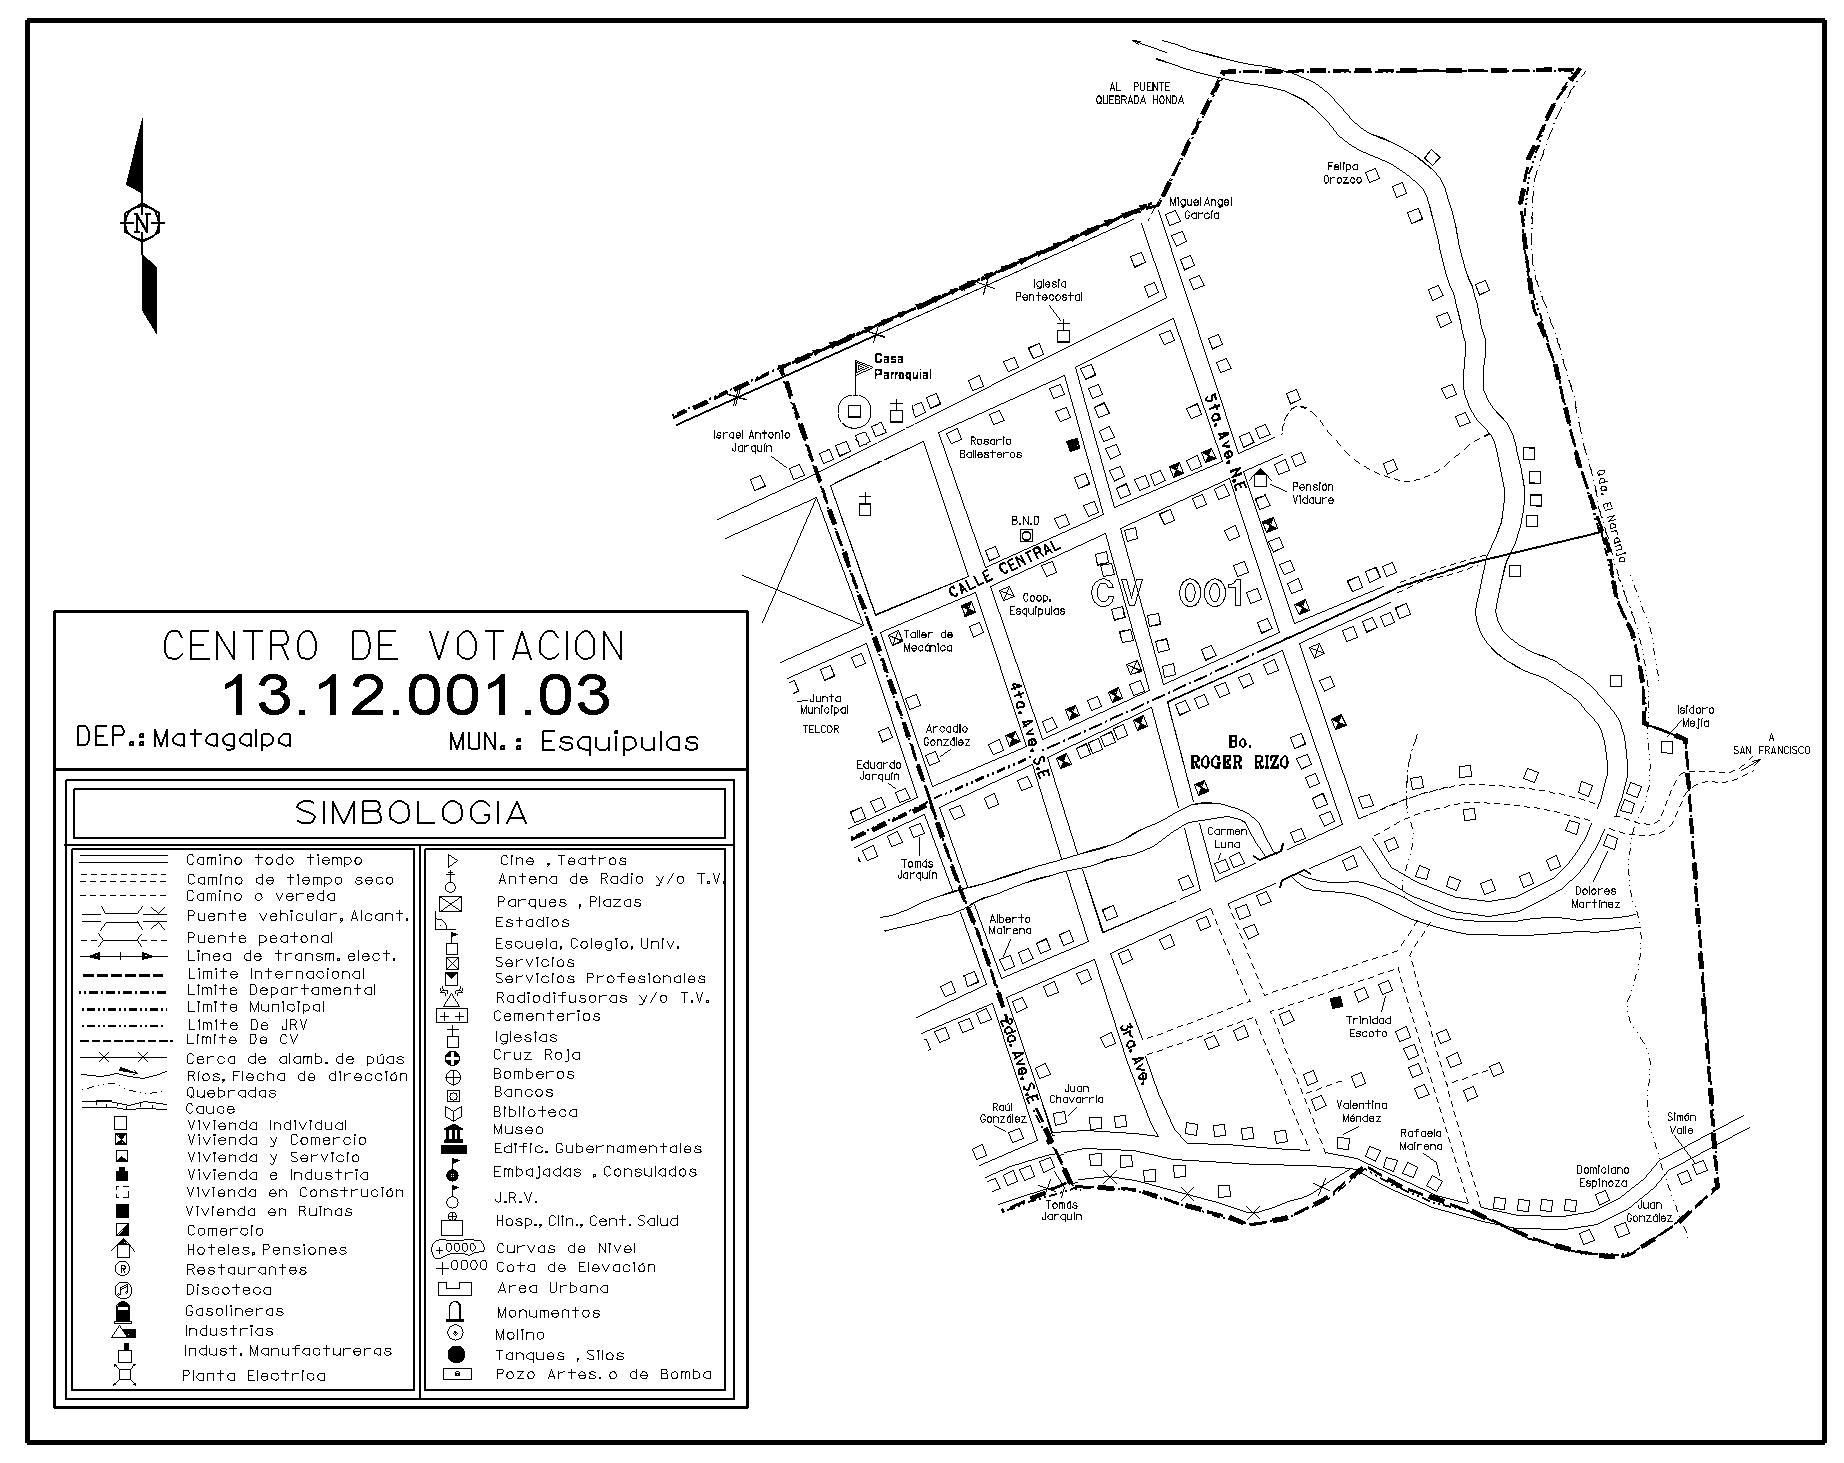 AL PUENTE
QUEBRADA HONDA
Felipa
Orozco
Miguel Angel
García
Iglesia
Pentecostal
Casa
Parroquial
Israel Antonio
Jarquín
Rosario
Ballesteros
5ta. Ave. N.E
Pensión
Vidaure
Qda. El Naranjo
B.N.D
CALLE CENTRAL
CV 001
Coop.
Esquipulas
Taller de
Mecánica
Junta
Municipal
TELCOR
4ta. Ave. S.E
Arcadio
González
Eduardo
Jarquín
Bo.
ROGER RIZO
Isidoro
Mejía
A
SAN FRANCISCO
Carmen
Luna
Tomás
Jarquín
Dolores
Martínez
Alberto
Mairena
Trinidad
Escoto
2da. Ave. S.E
3ra. Ave.
Juan
Chavarría
Raúl
González
Valentina
Méndez
Rafaela
Mairena
Simón
Valle
Domiciano
Espinoza
Juan
González
Tomás
Jarquín
N
CENTRO DE VOTACION
13.12.001.03
DEP.: Matagalpa MUN.: Esquipulas
SIMBOLOGIA
Camino todo tiempo
Camino de tiempo seco
Camino o vereda
Puente vehicular, Alcant.
Puente peatonal
Linea de transm. elect.
Limite Internacional
Limite Departamental
Limite Municipal
Limite De JRV
Limite De CV
Cerca de alamb. de púas
Ríos, Flecha de dirección
Quebradas
Cauce
Vivienda Individual
Vivienda y Comercio
Vivienda y Servicio
Vivienda e Industria
Vivienda en Construción
Vivienda en Ruinas
Comercio
Hoteles, Pensiones
R Restaurantes
Discoteca
Gasolineras
Industrias
Indust. Manufactureras
Planta Electrica
Cine , Teatros
Antena de Radio y/o T.V.
Parques , Plazas
Estadios
Escuela, Colegio, Univ.
Servicios
Servicios Profesionales
Radiodifusoras y/o T.V.
Cementerios
Iglesias
Cruz Roja
Bomberos
Bancos
Biblioteca
Museo
Edific. Gubernamentales
Embajadas , Consulados
J.R.V.
Hosp., Clin., Cent. Salud
+0000 Curvas de Nivel
+0000 Cota de Elevación
Area Urbana
Monumentos
Molino
Tanques , Silos
Pozo Artes. o de Bomba